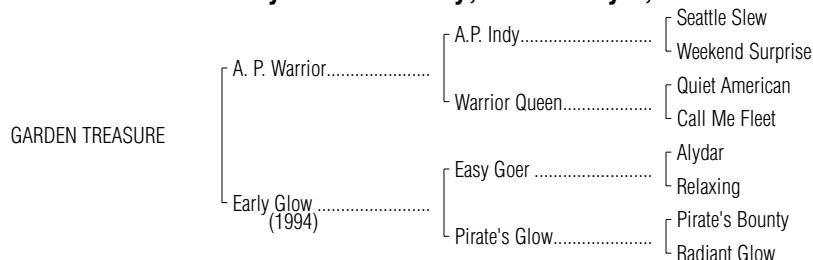 Seattle Slew
A.P. Indy
Weekend Surprise
A. P. Warrior
Quiet American
Warrior Queen
Call Me Fleet
GARDEN TREASURE
Alydar
Easy Goer
Relaxing
Early Glow
(1994)
Pirate's Bounty
Pirate's Glow
Radiant Glow